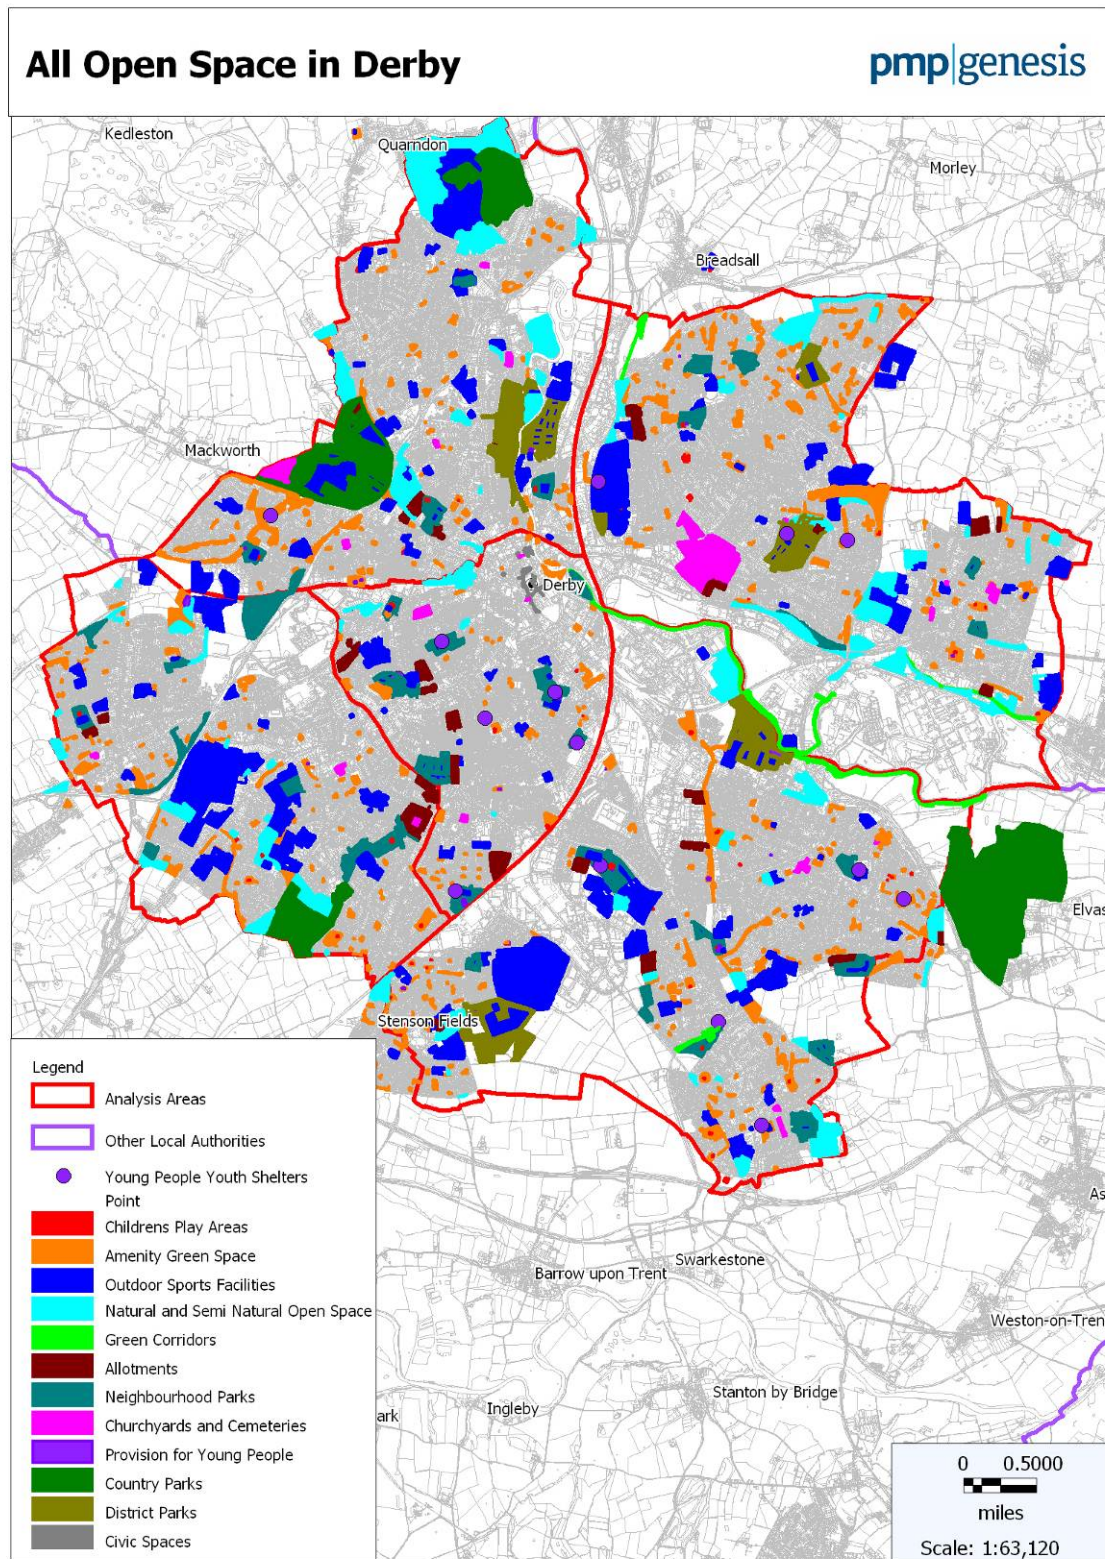 All Open Space in Derby
pmp|genesis
Kedleston
Quarndon
Morley
Breadsall
Mackworth
Derby
Elvas
Stenson Fields
Legend
Analysis Areas
Other Local Authorities
Young People Youth Shelters
Point
Childrens Play Areas
Amenity Green Space
Outdoor Sports Facilities
Natural and Semi Natural Open Space
Green Corridors
Allotments
Neighbourhood Parks
Churchyards and Cemeteries
Provision for Young People
Country Parks
District Parks
Civic Spaces
As
Swarkestone
Barrow upon Trent
Weston-on-Tren
Stanton by Bridge
ark
Ingleby
0 0.5000
miles
Scale: 1:63,120